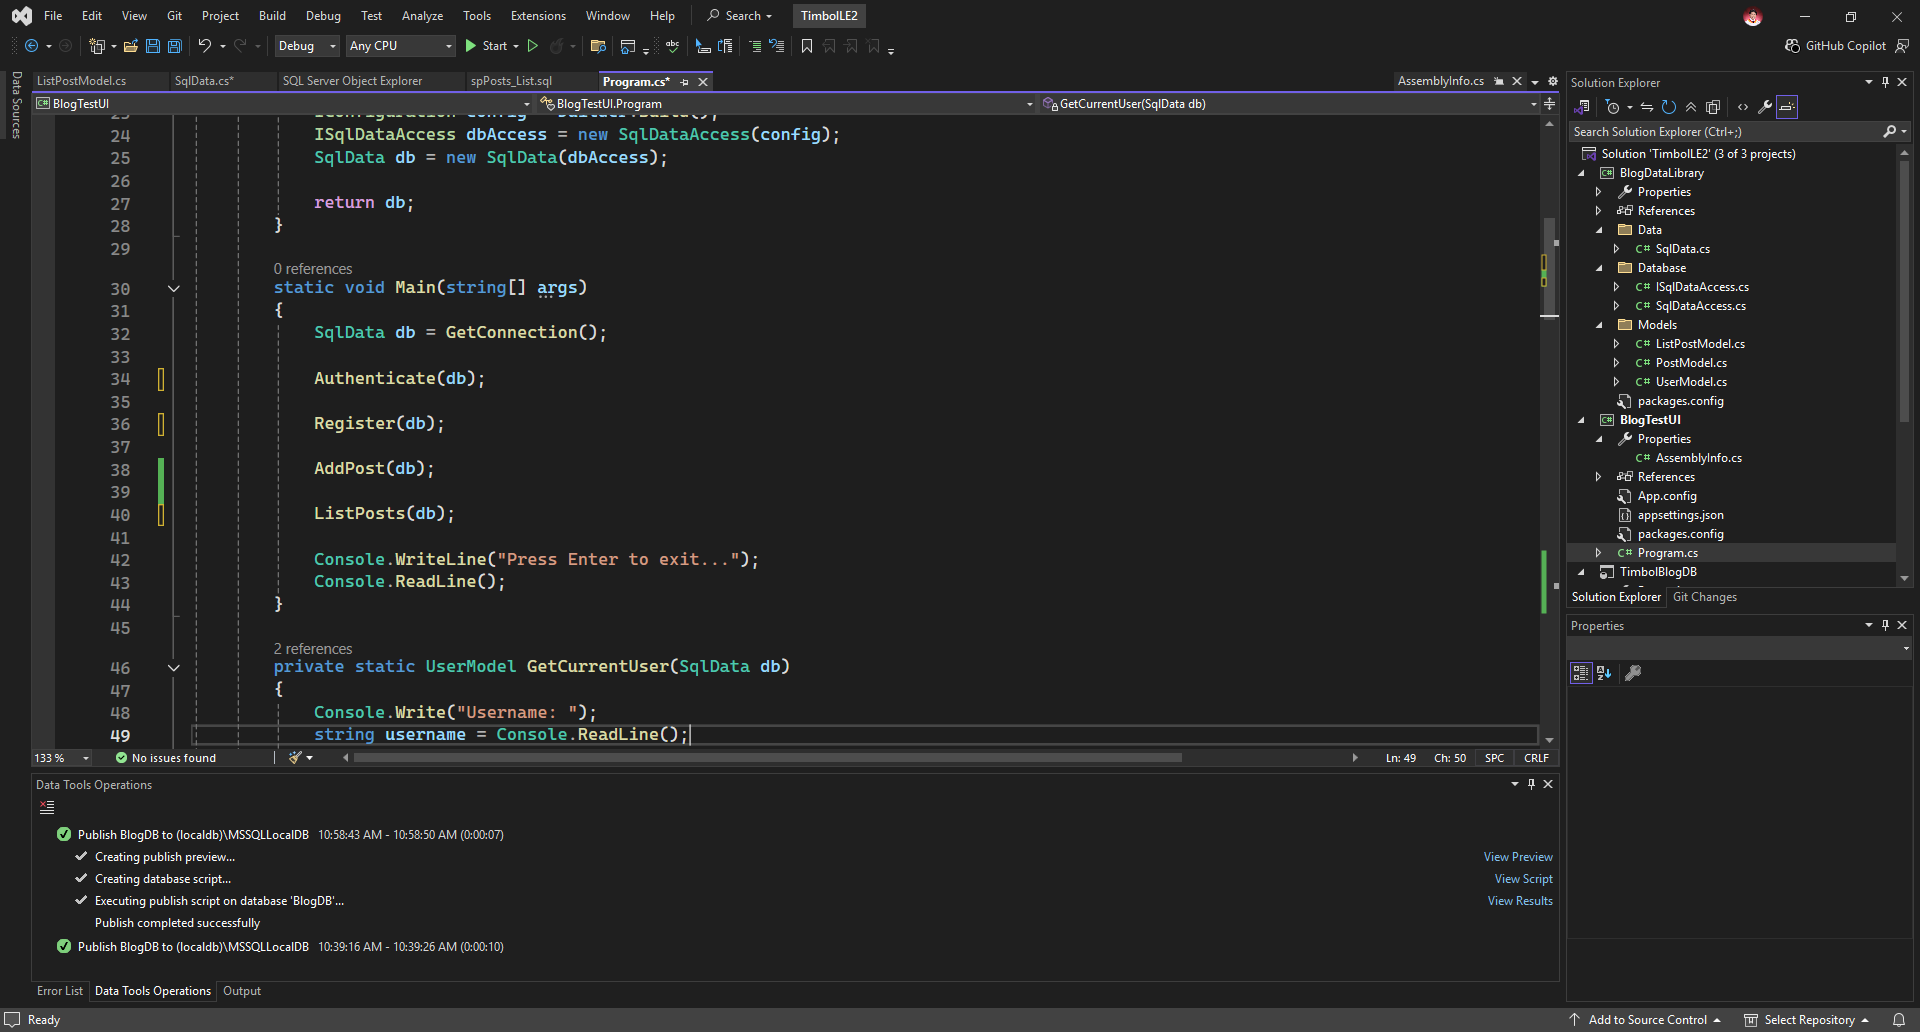 File Edit View Git Project Build Debug Test Analyze Tools Extensions Window Help Search TimbolLE2
Debug Any CPU Start GitHub Copilot
Data Sources
ListPostModel.cs SqlData.cs* SQL Server Object Explorer spPosts_List.sql Program.cs* AssemblyInfo.cs
BlogTestUI BlogTestUI.Program GetCurrentUser(SqlData db)
24 ISqlDataAccess dbAccess = new SqlDataAccess(config);
25 SqlData db = new SqlData(dbAccess);
26
27 return db;
28 }
29
0 references
30 static void Main(string[] args)
31 {
32 SqlData db = GetConnection();
33
34 Authenticate(db);
35
36 Register(db);
37
38 AddPost(db);
39
40 ListPosts(db);
41
42 Console.WriteLine("Press Enter to exit...");
43 Console.ReadLine();
44 }
45
2 references
46 private static UserModel GetCurrentUser(SqlData db)
47 {
48 Console.Write("Username: ");
49 string username = Console.ReadLine();
133 % No issues found Ln: 49 Ch: 50 SPC CRLF
Data Tools Operations
Publish BlogDB to (localdb)\MSSQLLocalDB 10:58:43 AM - 10:58:50 AM (0:00:07)
Creating publish preview... View Preview
Creating database script... View Script
Executing publish script on database 'BlogDB'... View Results
Publish completed successfully
Publish BlogDB to (localdb)\MSSQLLocalDB 10:39:16 AM - 10:39:26 AM (0:00:10)
Error List Data Tools Operations Output
Solution Explorer
Search Solution Explorer (Ctrl+;)
Solution 'TimbolLE2' (3 of 3 projects)
BlogDataLibrary
Properties
References
Data
C# SqlData.cs
Database
C# ISqlDataAccess.cs
C# SqlDataAccess.cs
Models
C# ListPostModel.cs
C# PostModel.cs
C# UserModel.cs
packages.config
BlogTestUI
Properties
C# AssemblyInfo.cs
References
App.config
appsettings.json
packages.config
C# Program.cs
TimbolBlogDB
Solution Explorer Git Changes
Properties
Ready Add to Source Control Select Repository